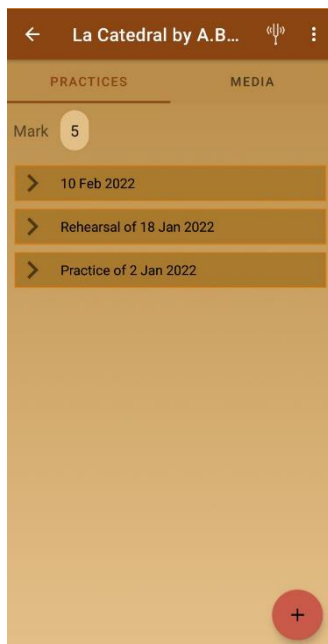 La Catedral by A.B...
PRACTICES MEDIA
Mark 5
10 Feb 2022
Rehearsal of 18 Jan 2022
Practice of 2 Jan 2022
+